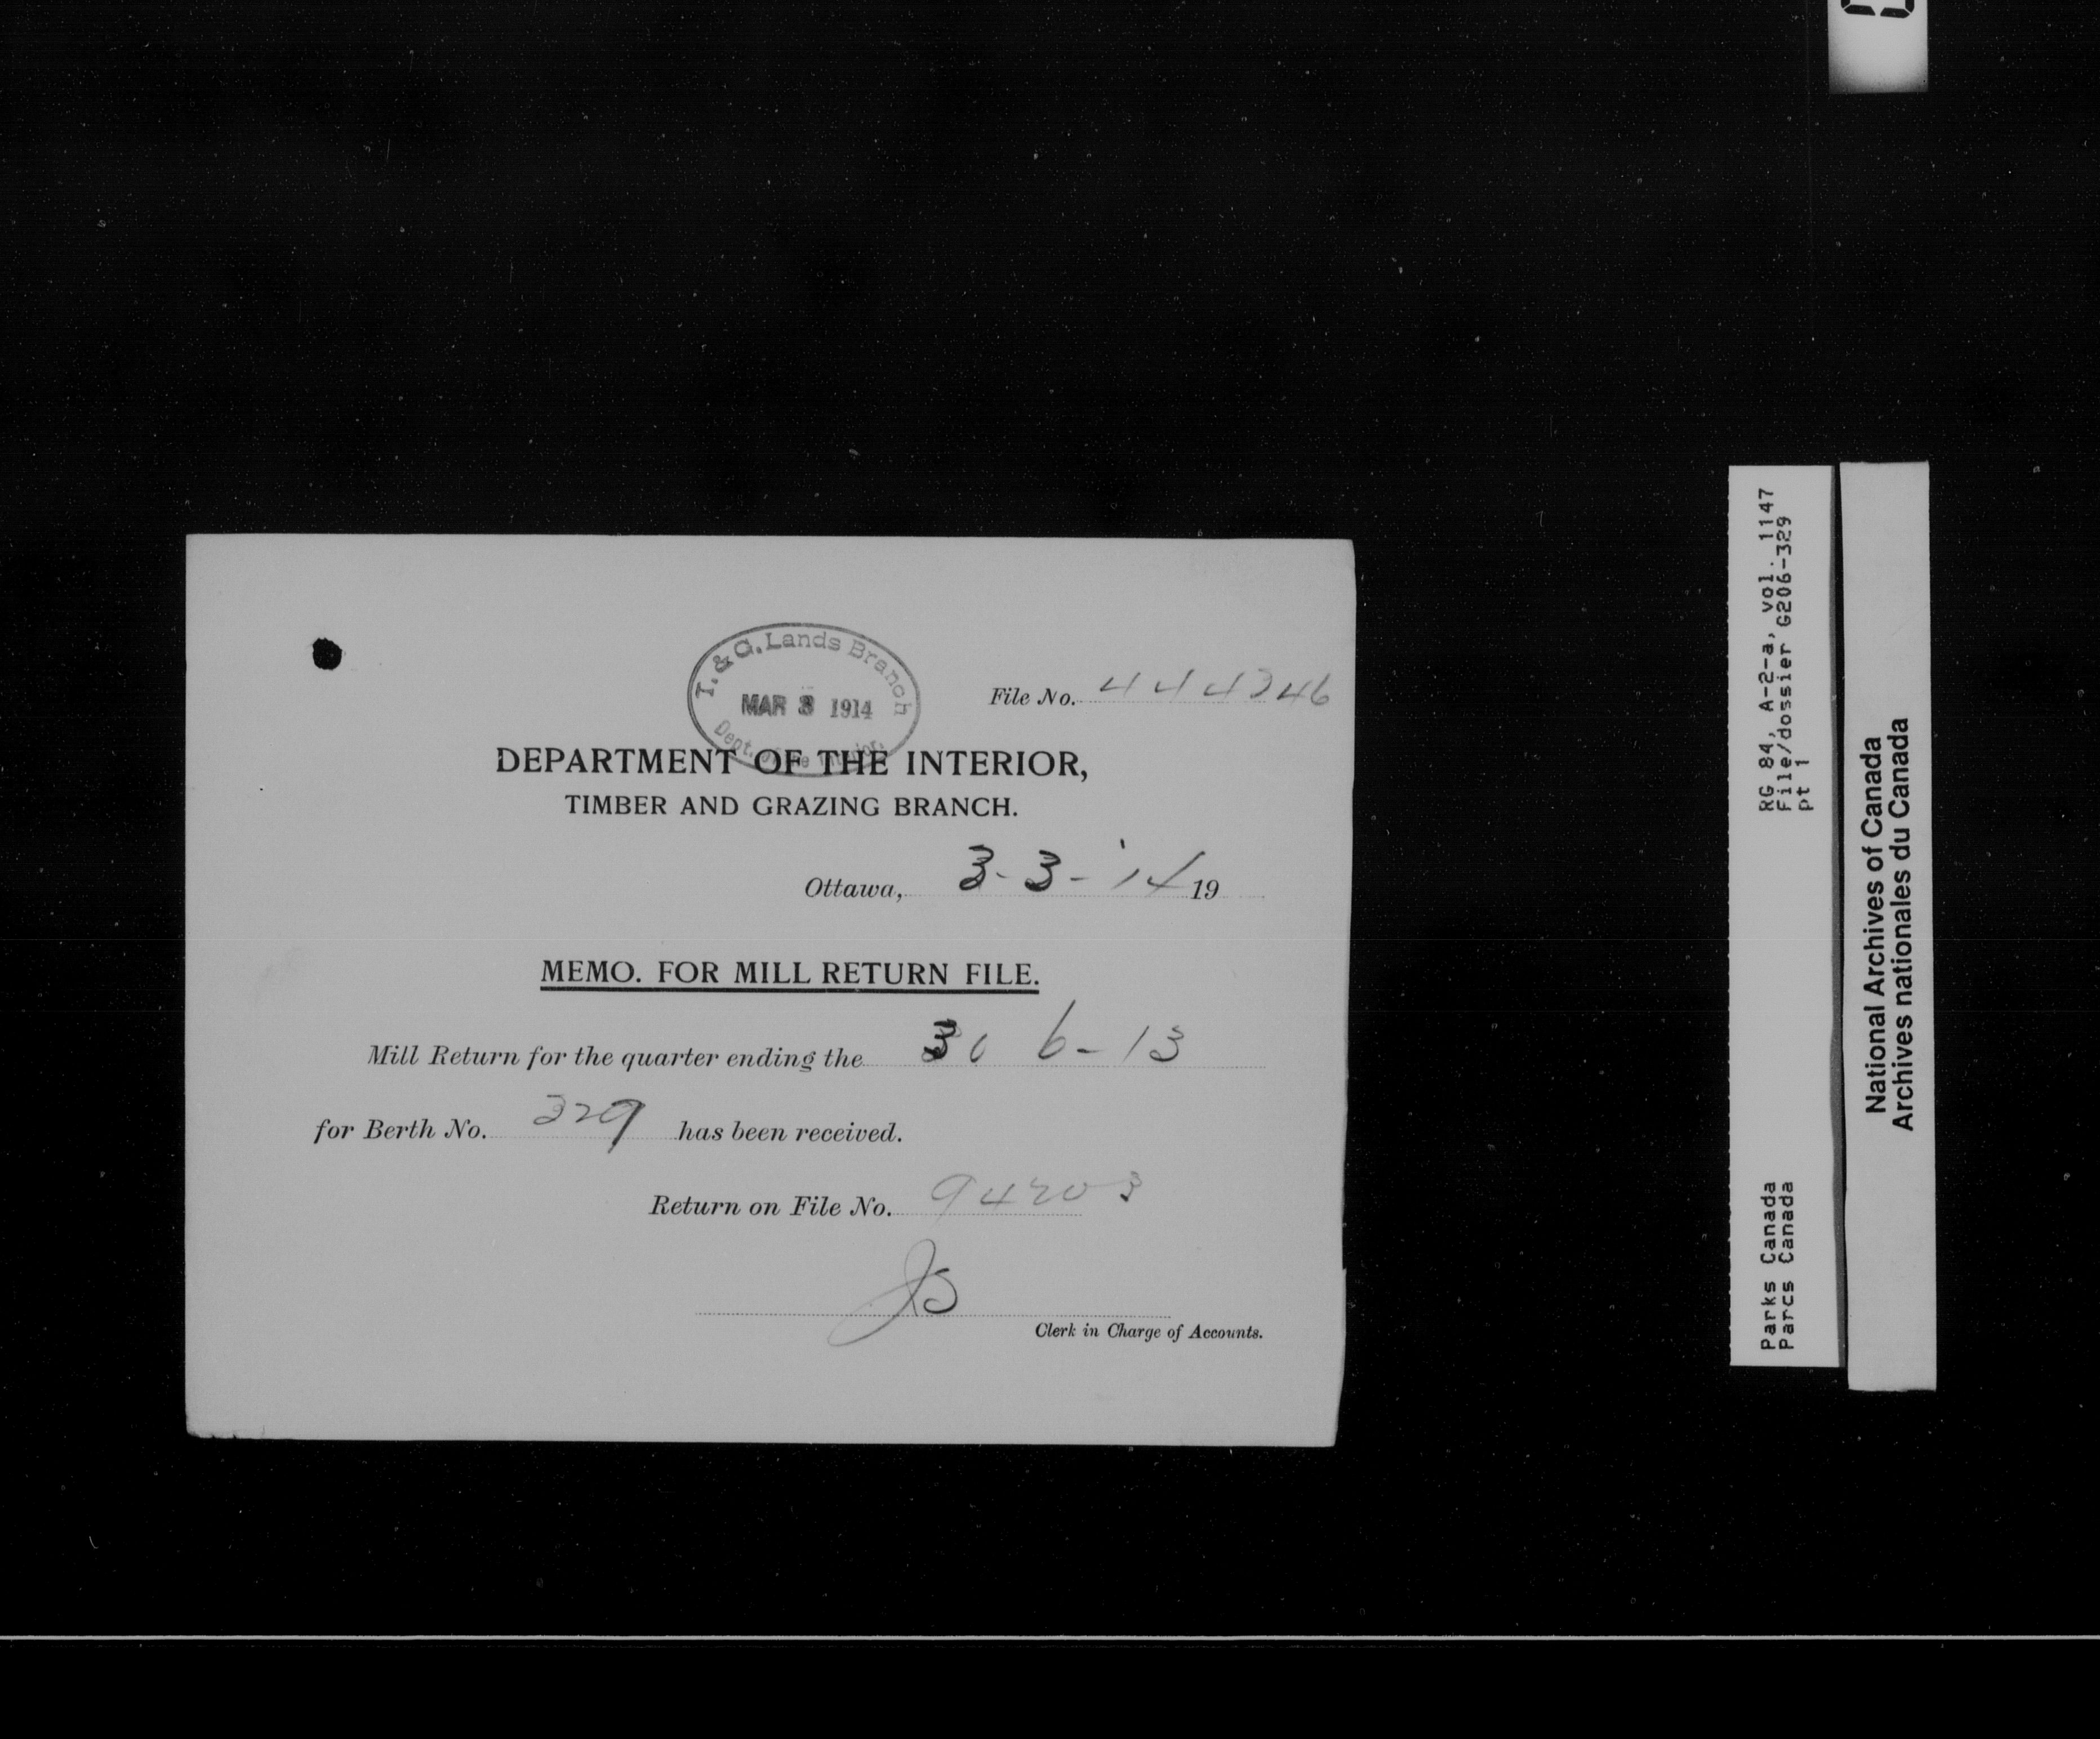 T. & G. Lands Branch
MAR 3 1914
Dept. of the Interior.
File No. 444346
DEPARTMENT OF THE INTERIOR,
TIMBER AND GRAZING BRANCH.
Ottawa, 3-3-'14 19
MEMO. FOR MILL RETURN FILE.
Mill Return for the quarter ending the 30 6-13
for Berth No. 329 has been received.
Return on File No.
JS
Clerk in Charge of Accounts.
RG 84, A-2-a, vol. 1147
File/dossier G206-329
pt 1
Parks Canada
Parcs Canada
National Archives of Canada
Archives nationales du Canada